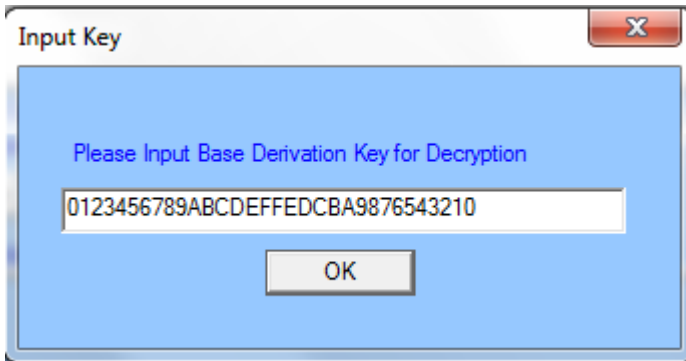 Input Key
Please Input Base Derivation Key for Decryption
0123456789ABCDEFFEDCBA9876543210
OK